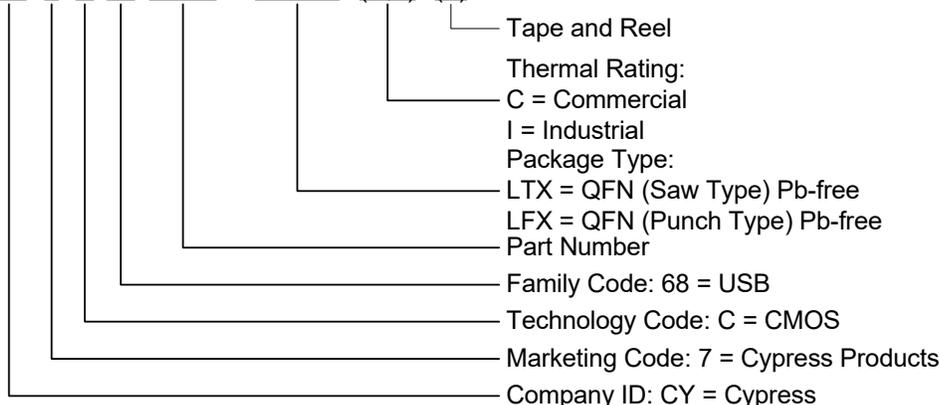 Tape and Reel
Thermal Rating:
C = Commercial
I = Industrial
Package Type:
LTX = QFN (Saw Type) Pb-free
LFX = QFN (Punch Type) Pb-free
Part Number
Family Code: 68 = USB
Technology Code: C = CMOS
Marketing Code: 7 = Cypress Products
Company ID: CY = Cypress